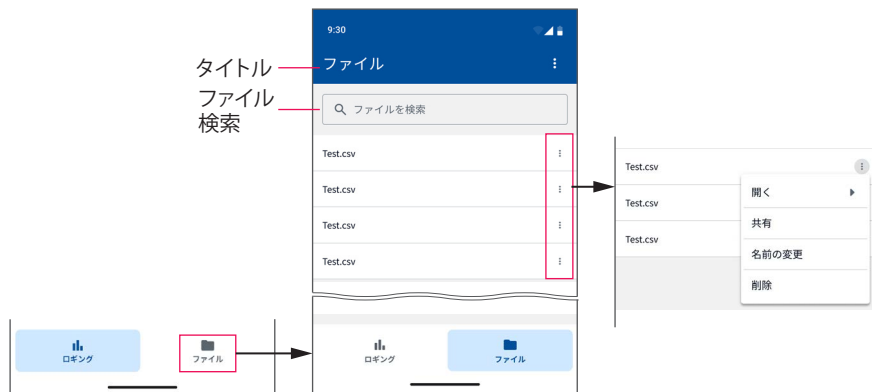 9:30
タイトル
ファイル
ファイル
検索
ファイルを検索
Test.csv
Test.csv
Test.csv
Test.csv
Test.csv
Test.csv
Test.csv
開く
共有
名前の変更
削除
ロギング
ファイル
ロギング
ファイル